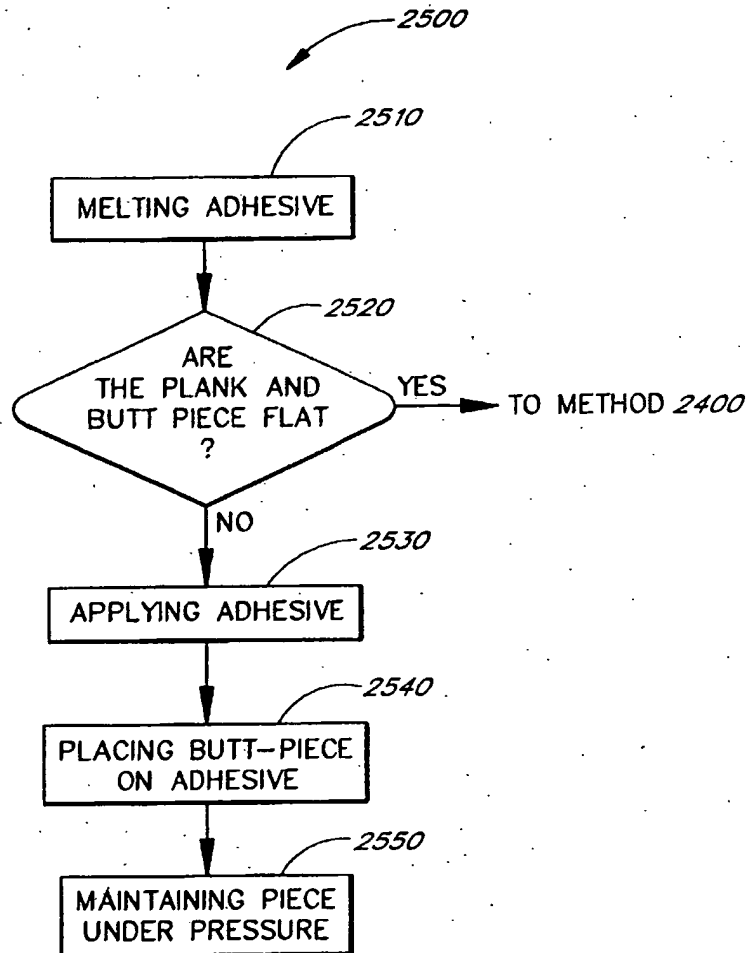 2500
2510
MELTING ADHESIVE
2520
ARE
THE PLANK AND
BUTT PIECE FLAT
?
YES
TO METHOD 2400
NO
2530
APPLYING ADHESIVE
2540
PLACING BUTT-PIECE
ON ADHESIVE
2550
MAINTAINING PIECE
UNDER PRESSURE